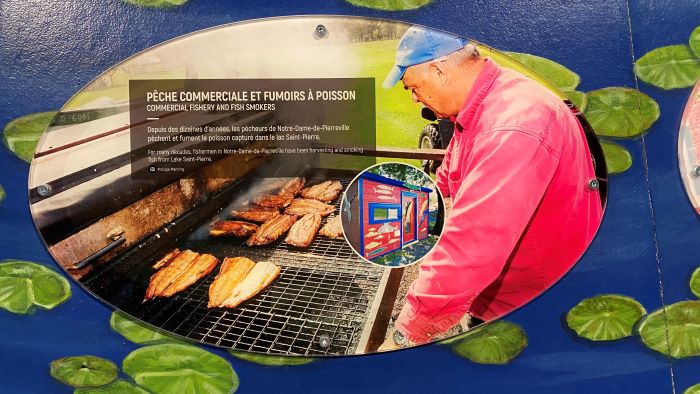 PÊCHE COMMERCIALE ET FUMOIRS À POISSON
COMMERCIAL FISHERY AND FISH SMOKERS
Depuis des dizaines d'années, les pêcheurs de Notre-Dame-de-Pierreville
pêchent et fument le poisson capturé dans le lac Saint-Pierre.
For many decades, fishermen in Notre-Dame-de-Pierreville have been harvesting and smoking
fish from Lake Saint-Pierre.
Philippe Manning